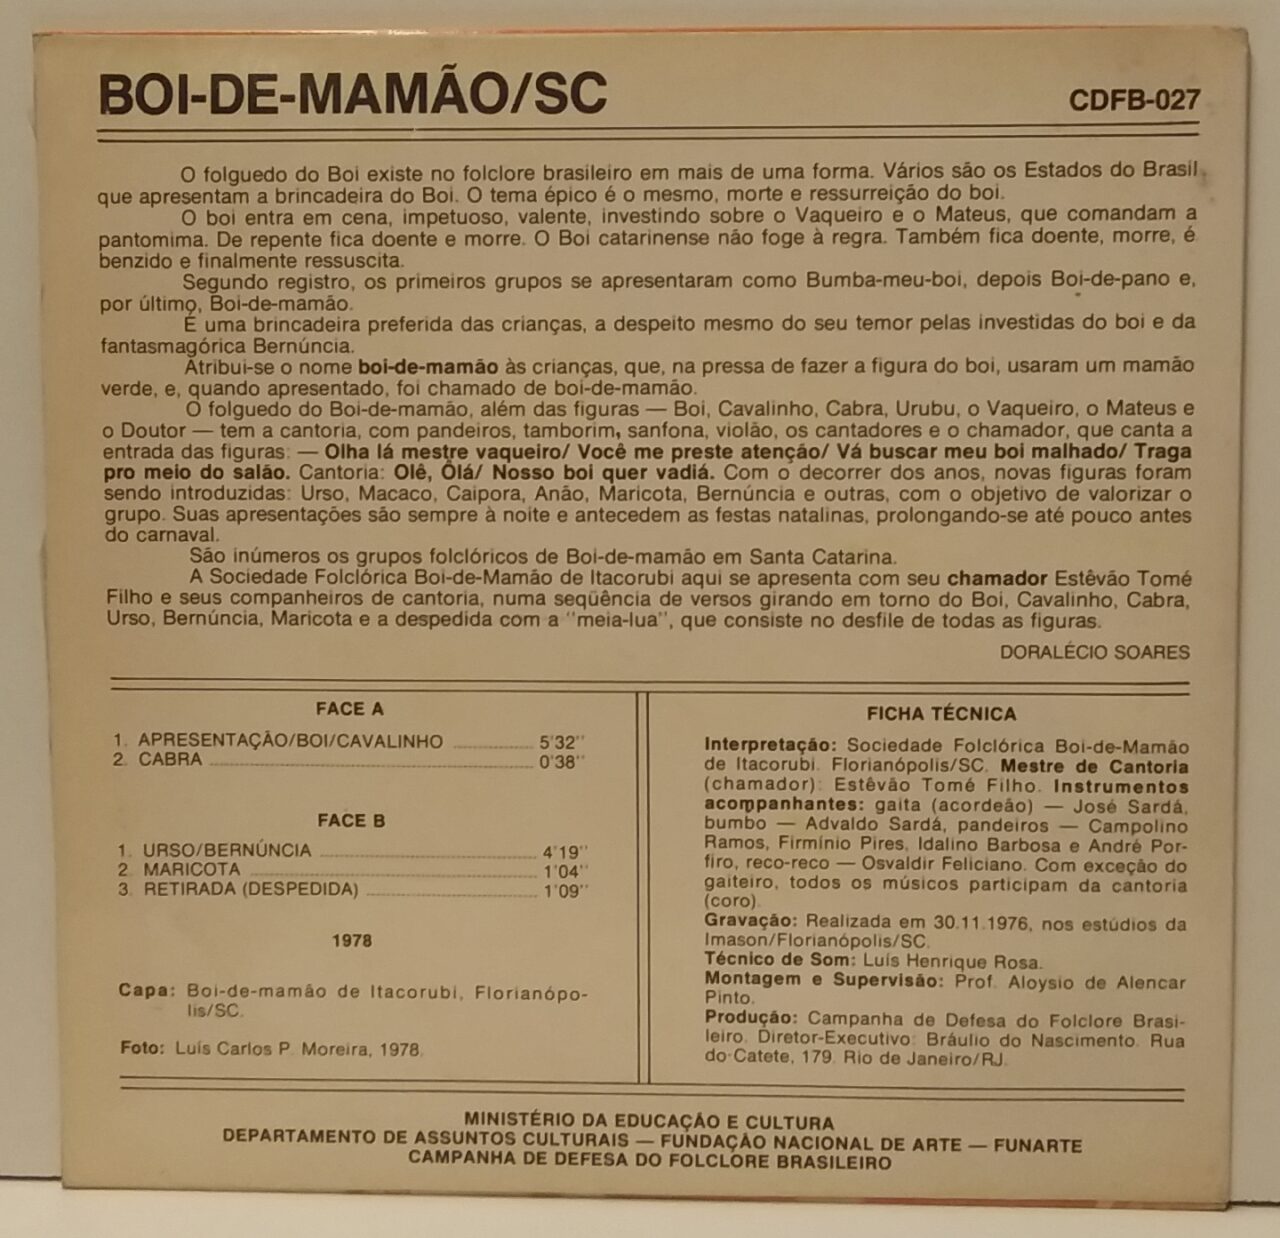 BOI-DE-MAMÃO/SC
CDFB-027
O folguedo do Boi existe no folclore brasileiro em mais de uma forma. Vários são os Estados do Brasil
que apresentam a brincadeira do Boi. O tema épico é o mesmo, morte e ressurreição do boi.
O boi entra em cena, impetuoso, valente, investindo sobre o Vaqueiro e o Mateus, que comandam a
pantomima. De repente fica doente e morre. O Boi catarinense não foge à regra. Também fica doente, morre, é
benzido e finalmente ressuscita.
Segundo registro, os primeiros grupos se apresentaram como Bumba-meu-boi, depois Boi-de-pano e,
por último, Boi-de-mamão.
É uma brincadeira preferida das crianças, a despeito mesmo do seu temor pelas investidas do boi e da
fantasmagórica Bernúncia.
Atribui-se o nome boi-de-mamão às crianças, que, na pressa de fazer a figura do boi, usaram um mamão
verde, e, quando apresentado, foi chamado de boi-de-mamão.
O folguedo do Boi-de-mamão, além das figuras — Boi, Cavalinho, Cabra, Urubu, o Vaqueiro, o Mateus e
o Doutor — tem a cantoria, com pandeiros, tamborim, sanfona, violão, os cantadores e o chamador, que canta a
entrada das figuras: — Olha lá mestre vaqueiro/ Você me preste atenção/ Vá buscar meu boi malhado/ Traga
pro meio do salão. Cantoria: Olê, Ôlá/ Nosso boi quer vadiá. Com o decorrer dos anos, novas figuras foram
sendo introduzidas: Urso, Macaco, Caipora, Anão, Maricota, Bernúncia e outras, com o objetivo de valorizar o
grupo. Suas apresentações são sempre à noite e antecedem as festas natalinas, prolongando-se até pouco antes
do carnaval.
São inúmeros os grupos folclóricos de Boi-de-mamão em Santa Catarina.
A Sociedade Folclórica Boi-de-Mamão de Itacorubi aqui se apresenta com seu chamador Estêvão Tomé
Filho e seus companheiros de cantoria, numa seqüência de versos girando em torno do Boi, Cavalinho, Cabra,
Urso, Bernúncia, Maricota e a despedida com a "meia-lua", que consiste no desfile de todas as figuras.
DORALÉCIO SOARES
FACE A
1. APRESENTAÇÃO/BOI/CAVALINHO 5'32''
2. CABRA 0'38''
FACE B
1. URSO/BERNÚNCIA 4'19''
2. MARICOTA 1'04''
3. RETIRADA (DESPEDIDA) 1'09''
1978
Capa: Boi-de-mamão de Itacorubi, Florianópo-
lis/SC.
Foto: Luís Carlos P. Moreira, 1978.
FICHA TÉCNICA
Interpretação: Sociedade Folclórica Boi-de-Mamão
de Itacorubi. Florianópolis/SC. Mestre de Cantoria
(chamador): Estêvão Tomé Filho. Instrumentos
acompanhantes: gaita (acordeão) — José Sardá,
bumbo — Advaldo Sardá, pandeiros — Campolino
Ramos, Firmínio Pires, Idalino Barbosa e André Por-
firo, reco-reco — Osvaldir Feliciano. Com exceção do
gaiteiro, todos os músicos participam da cantoria
(coro).
Gravação: Realizada em 30.11.1976, nos estúdios da
Imason/Florianópolis/SC.
Técnico de Som: Luís Henrique Rosa.
Montagem e Supervisão: Prof. Aloysio de Alencar
Pinto.
Produção: Campanha de Defesa do Folclore Brasi-
leiro. Diretor-Executivo: Bráulio do Nascimento. Rua
do Catete, 179. Rio de Janeiro/RJ.
MINISTÉRIO DA EDUCAÇÃO E CULTURA
DEPARTAMENTO DE ASSUNTOS CULTURAIS — FUNDAÇÃO NACIONAL DE ARTE — FUNARTE
CAMPANHA DE DEFESA DO FOLCLORE BRASILEIRO